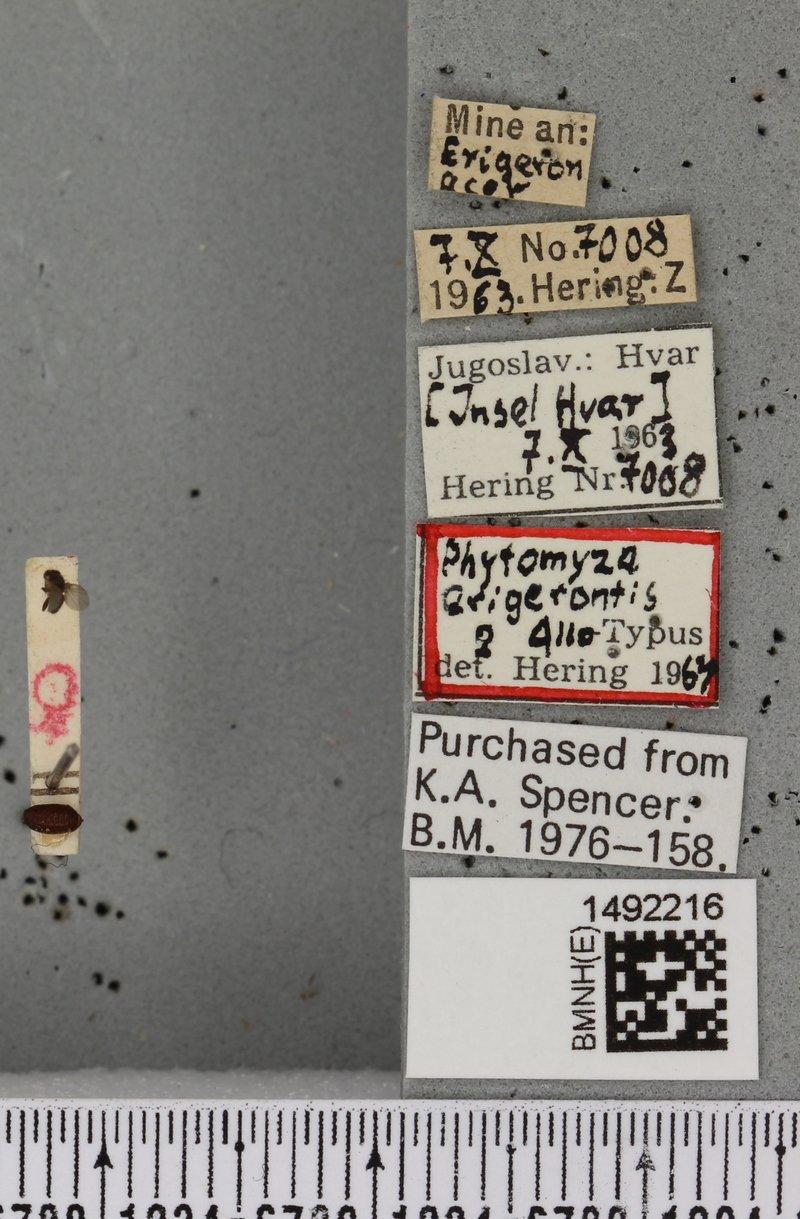 Mine an:
Erigeron
acer
7.X No.7008
1963. Hering: Z
Jugoslav.: Hvar
[Insel Hvar]
7.X 1963
Hering Nr. 7008
Phytomyza
erigerontis
♀ Allo-Typus
det. Hering 1967
Purchased from
K.A. Spencer.
B.M. 1976–158.
1492216
BMNH(E)
♀